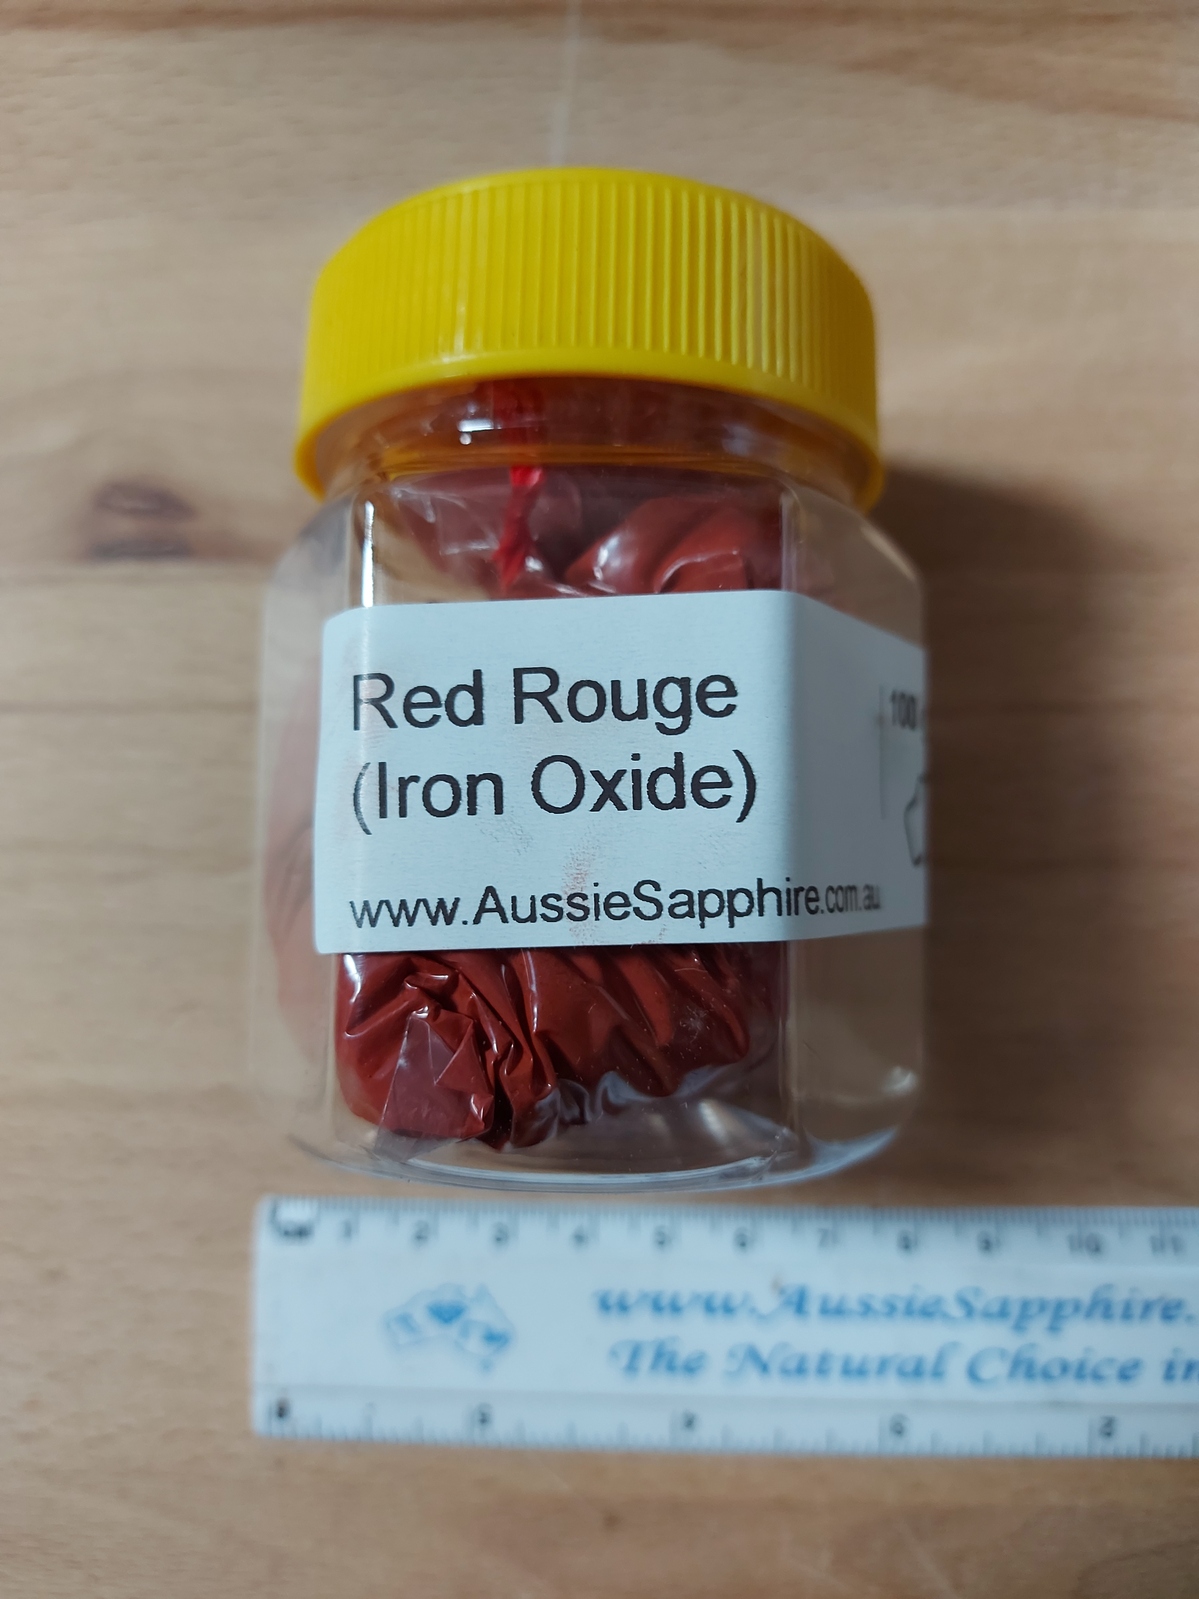 Red Rouge
(Iron Oxide)
100
www.AussieSapphire.com.au
1 2 3 4 5 6 7 8 9 10 11
www.AussieSapphire.
The Natural Choice in